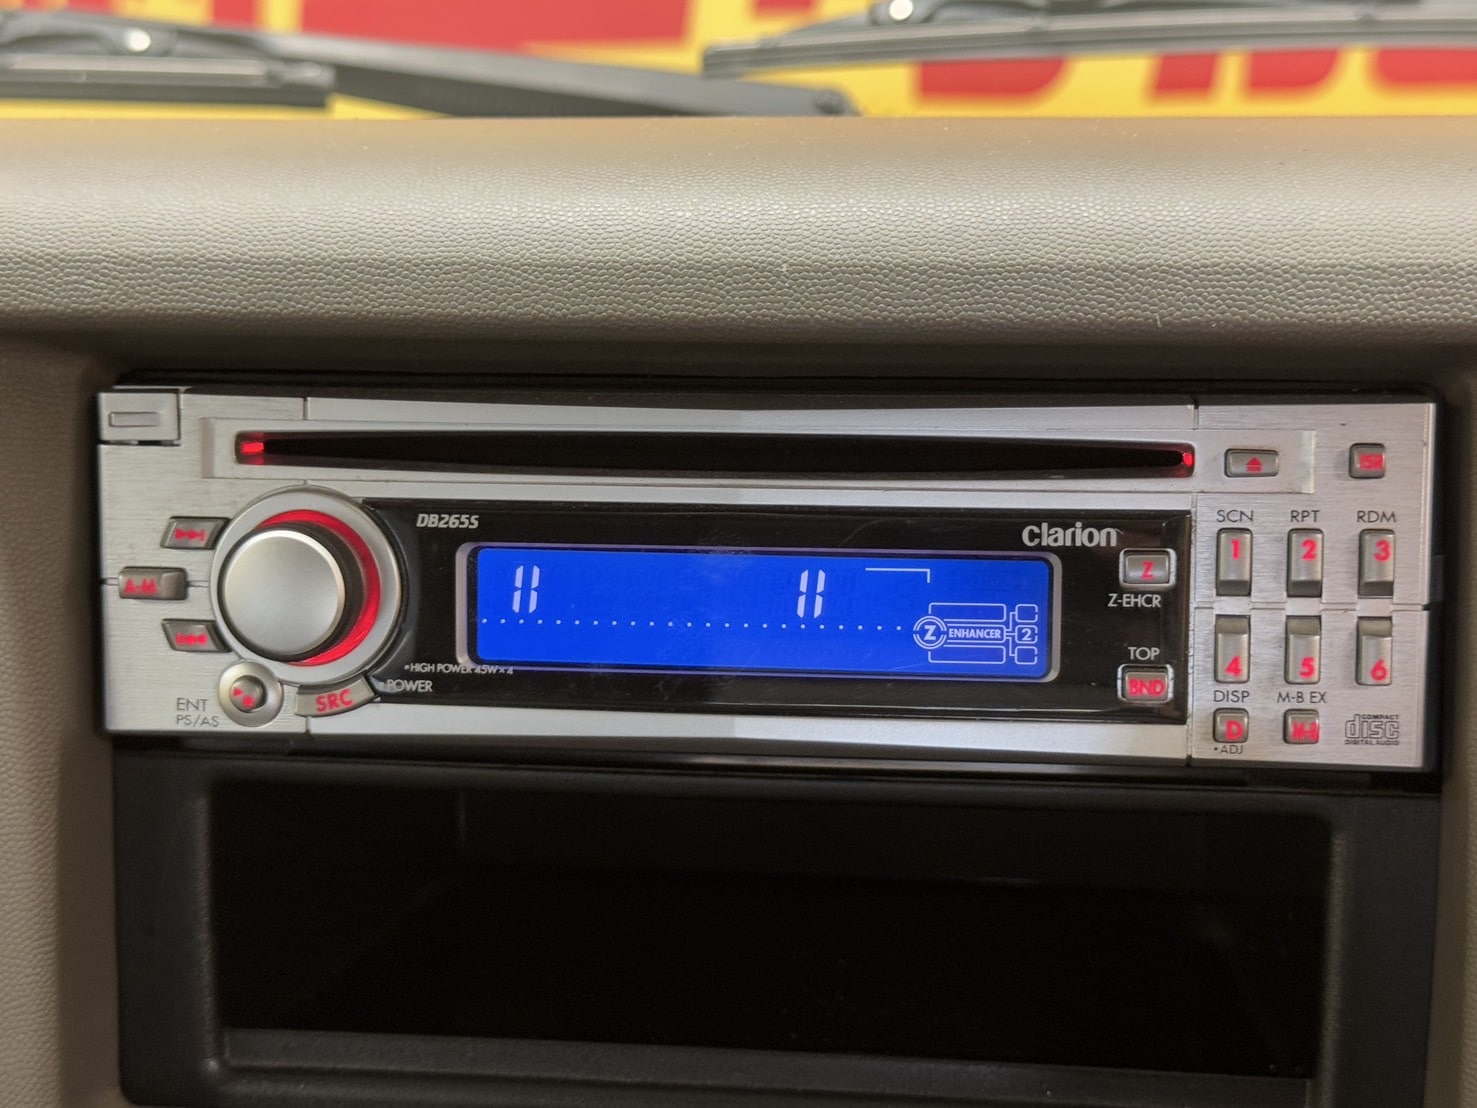 DB265S
clarion
ISR
SCN RPT RDM
1 2 3
Z
Z-EHCR
A-M
Z ENHANCER 2
TOP
BND
4 5 6
•HIGH POWER 45W×4
•POWER
SRC
ENT
PS/AS
DISP M-B EX
D M-B
•ADJ
COMPACT
disc
DIGITAL AUDIO